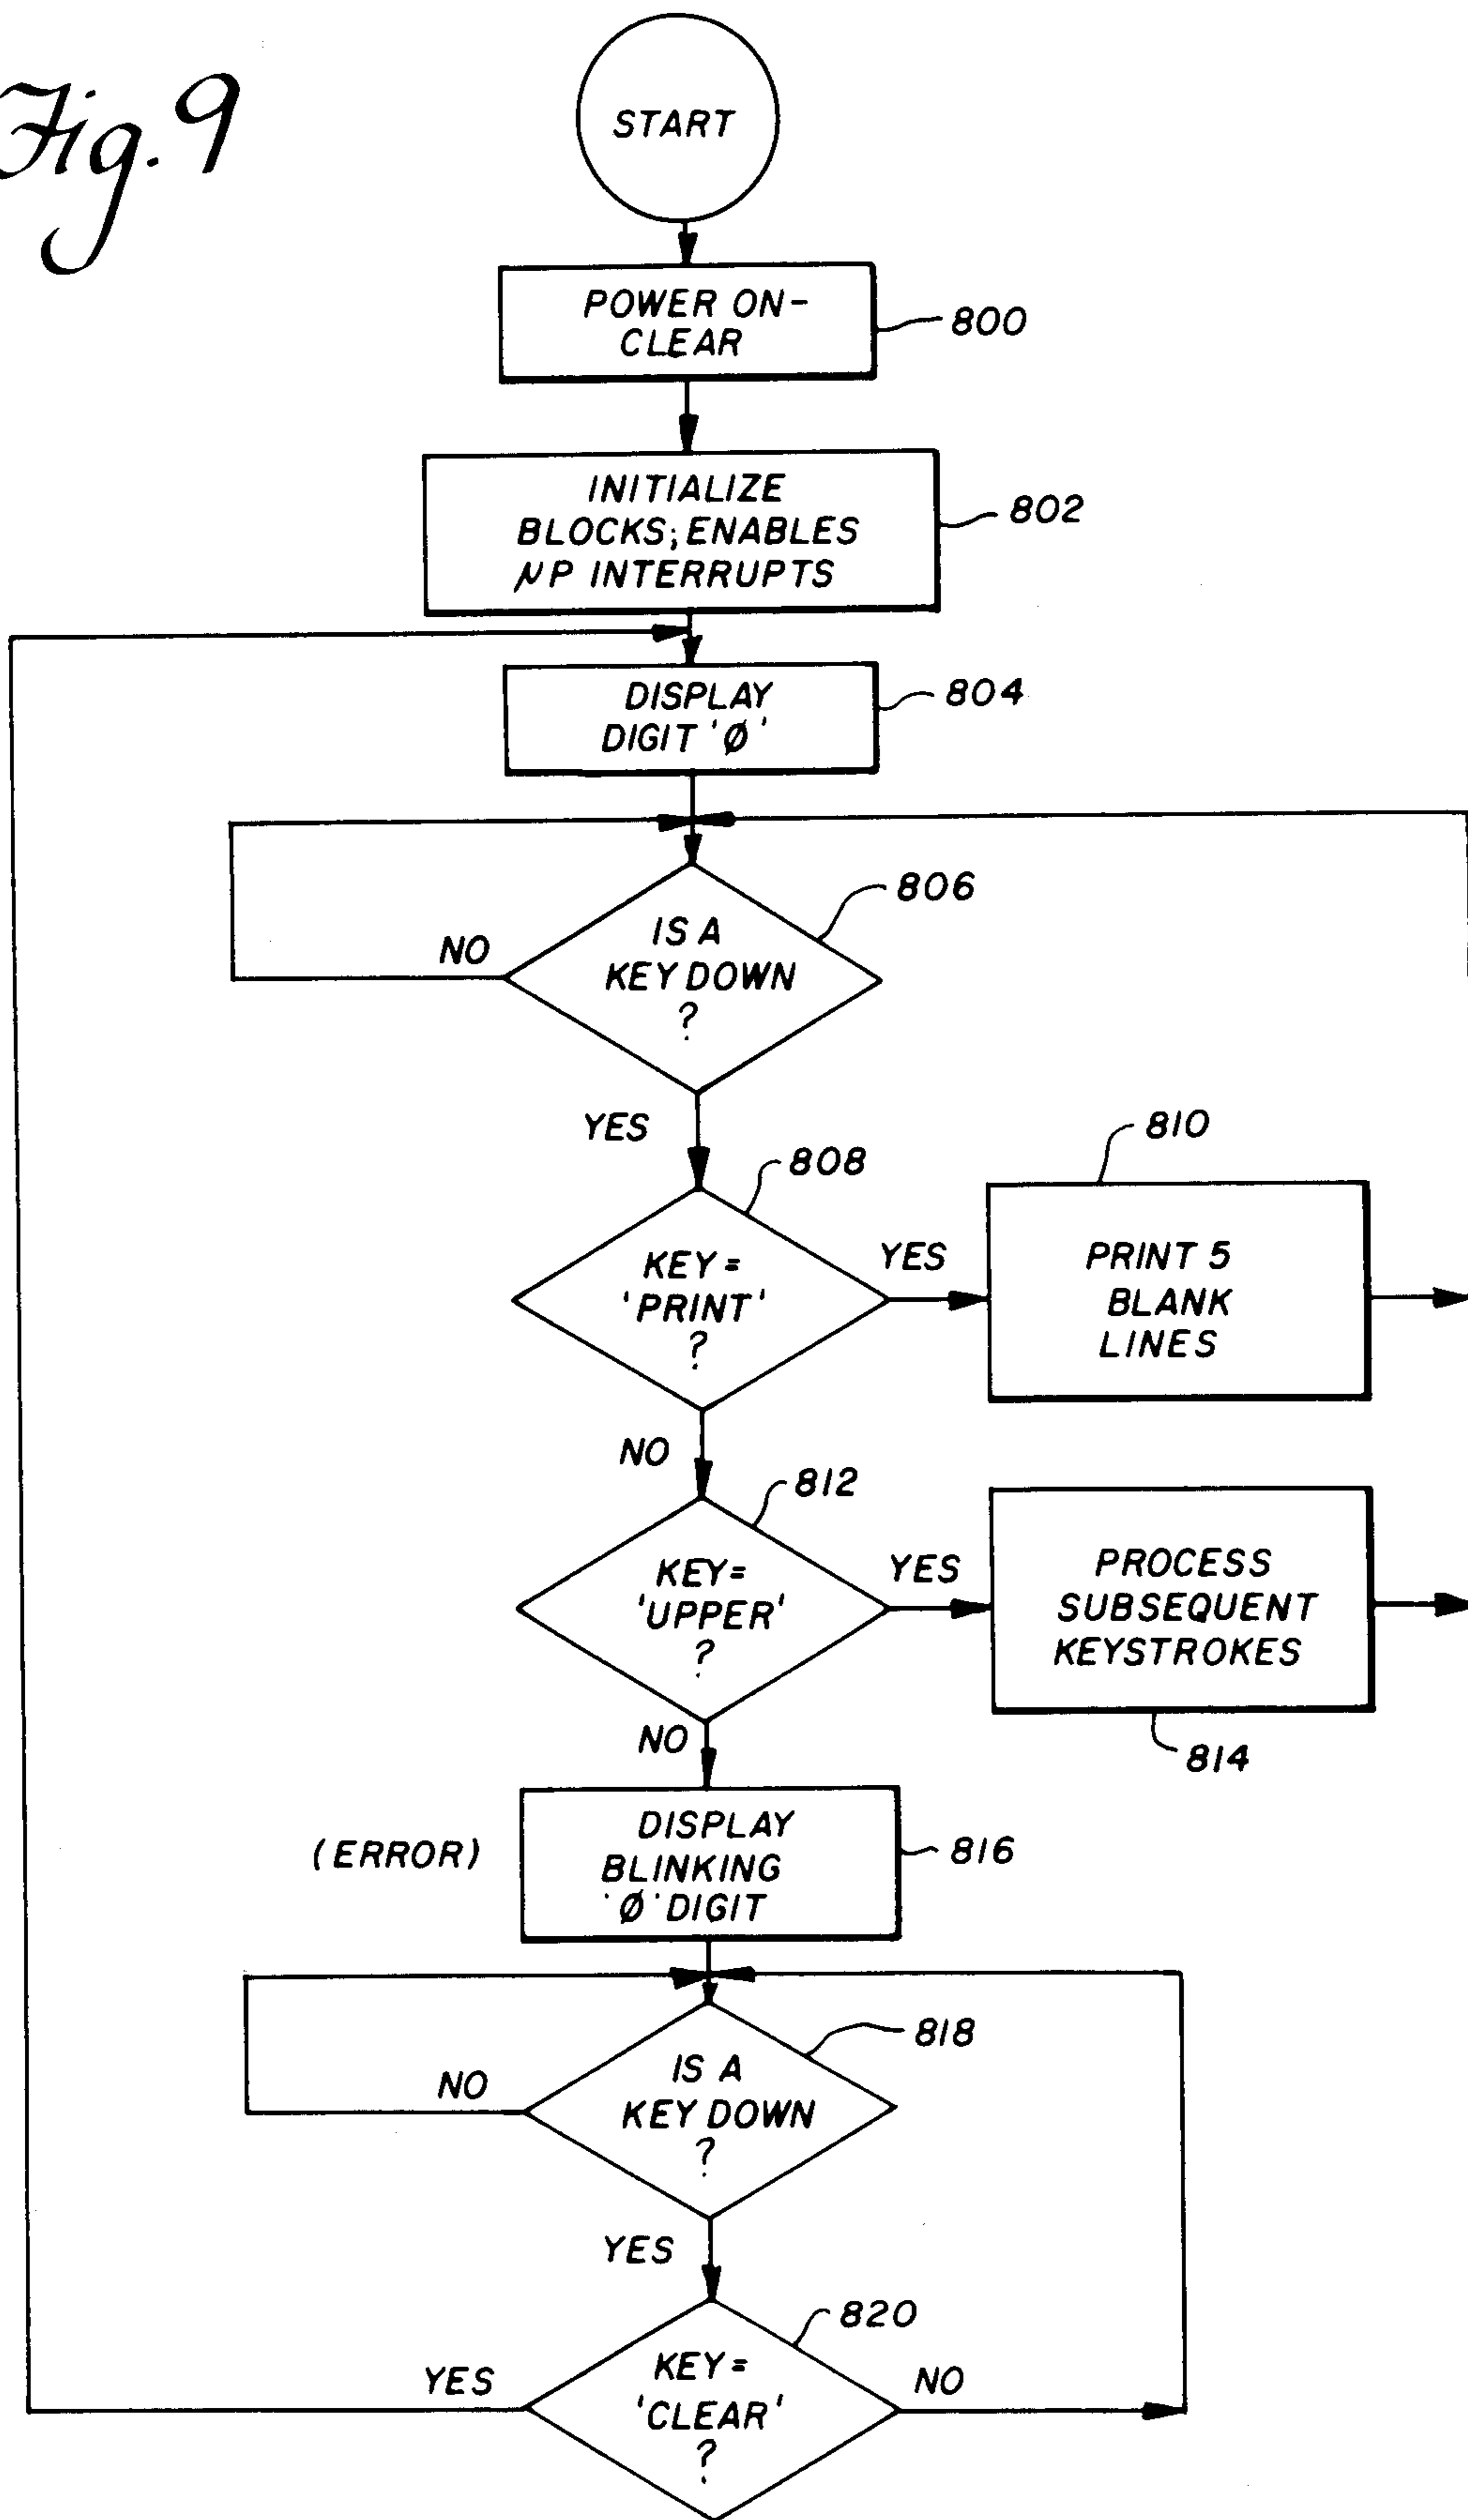 Fig. 9
START
POWER ON-
CLEAR
800
INITIALIZE
BLOCKS; ENABLES
μP INTERRUPTS
802
DISPLAY
DIGIT 'Ø'
804
IS A
KEY DOWN
?
806
NO
YES
KEY=
'PRINT'
?
808
YES
PRINT 5
BLANK
LINES
810
NO
KEY=
'UPPER'
?
812
YES
PROCESS
SUBSEQUENT
KEYSTROKES
814
NO
(ERROR)
DISPLAY
BLINKING
'Ø' DIGIT
816
IS A
KEY DOWN
?
818
NO
YES
KEY=
'CLEAR'
?
820
YES
NO